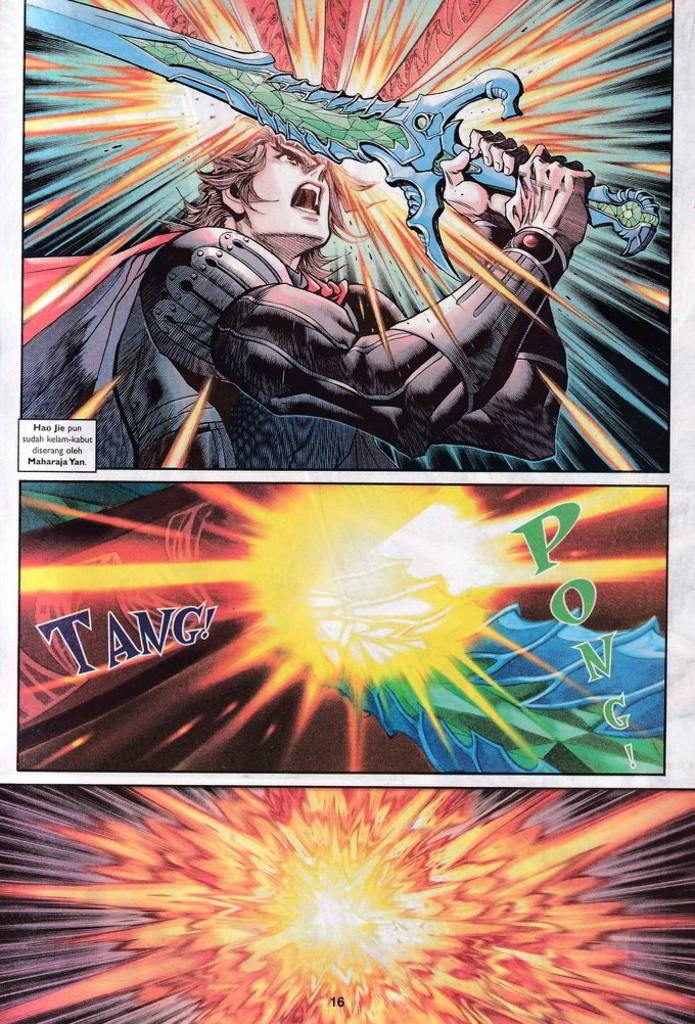 Hao Jie pun
sudah kelam-kabut
diserang oleh
Maharaja Yan.
TANG!
PONG!
16